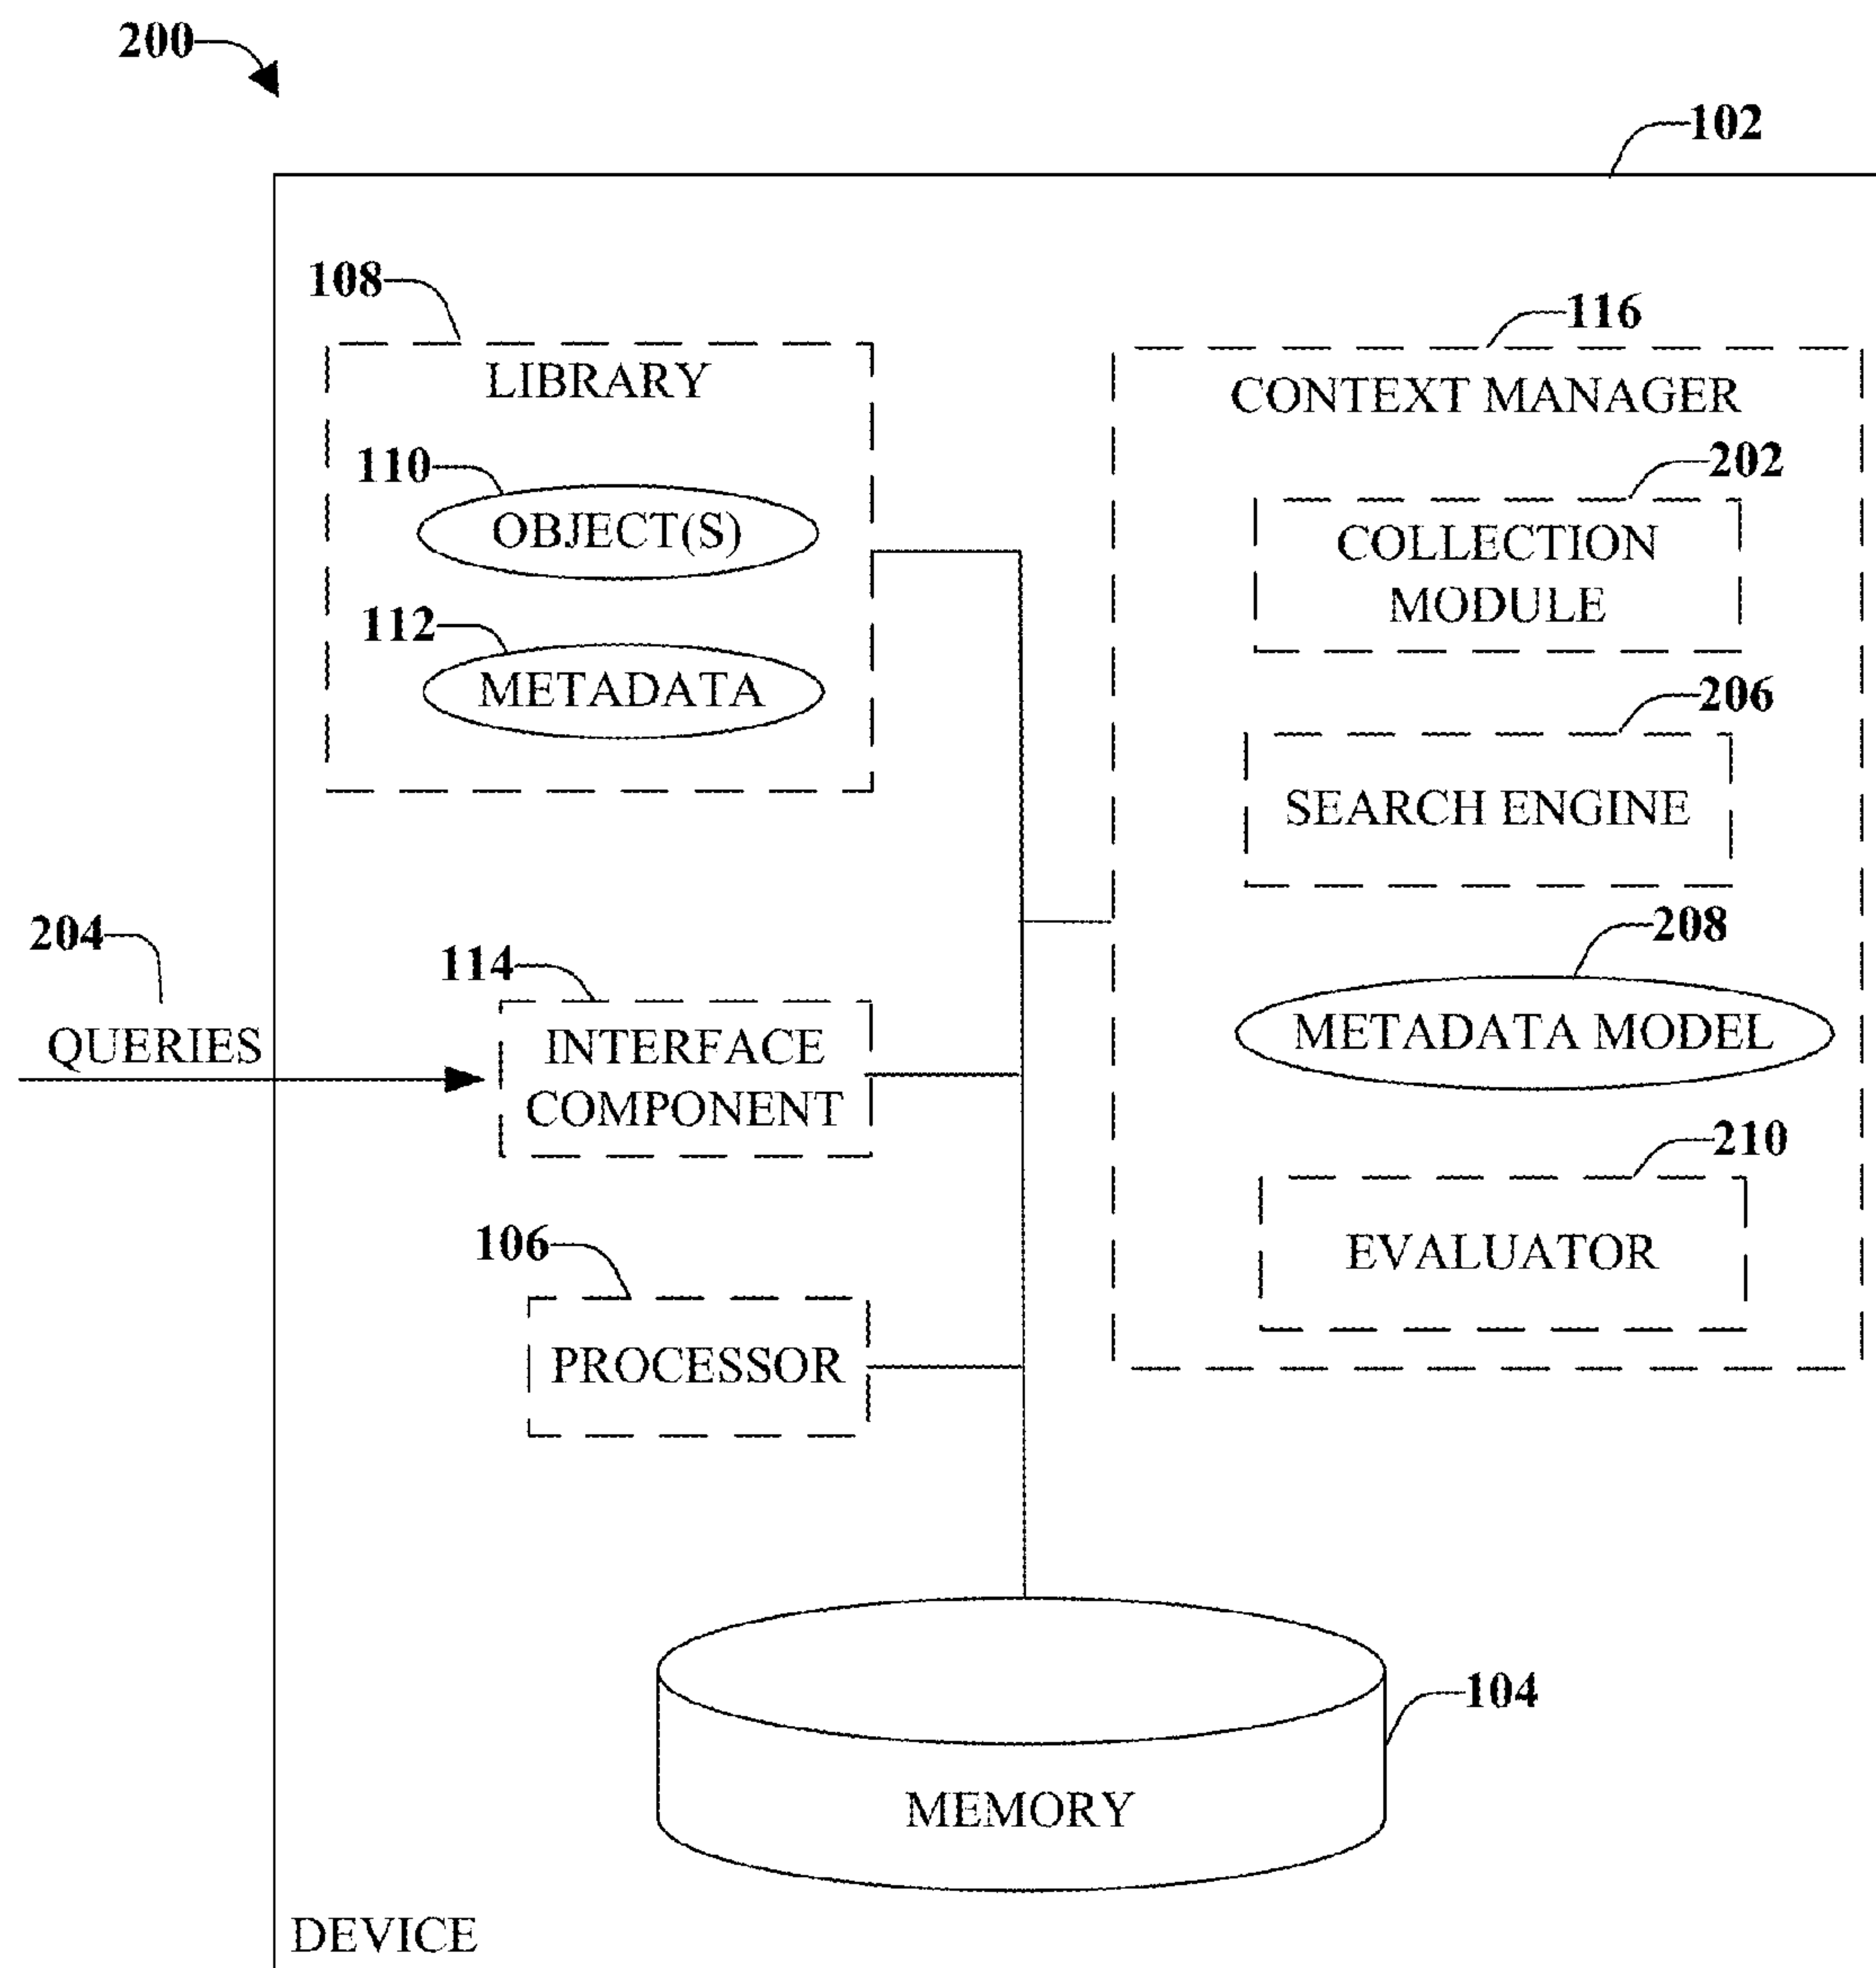 200
102
108
LIBRARY
110
OBJECT(S)
112
METADATA
116
CONTEXT MANAGER
202
COLLECTION
MODULE
206
SEARCH ENGINE
208
METADATA MODEL
210
EVALUATOR
204
QUERIES
114
INTERFACE
COMPONENT
106
PROCESSOR
104
MEMORY
DEVICE